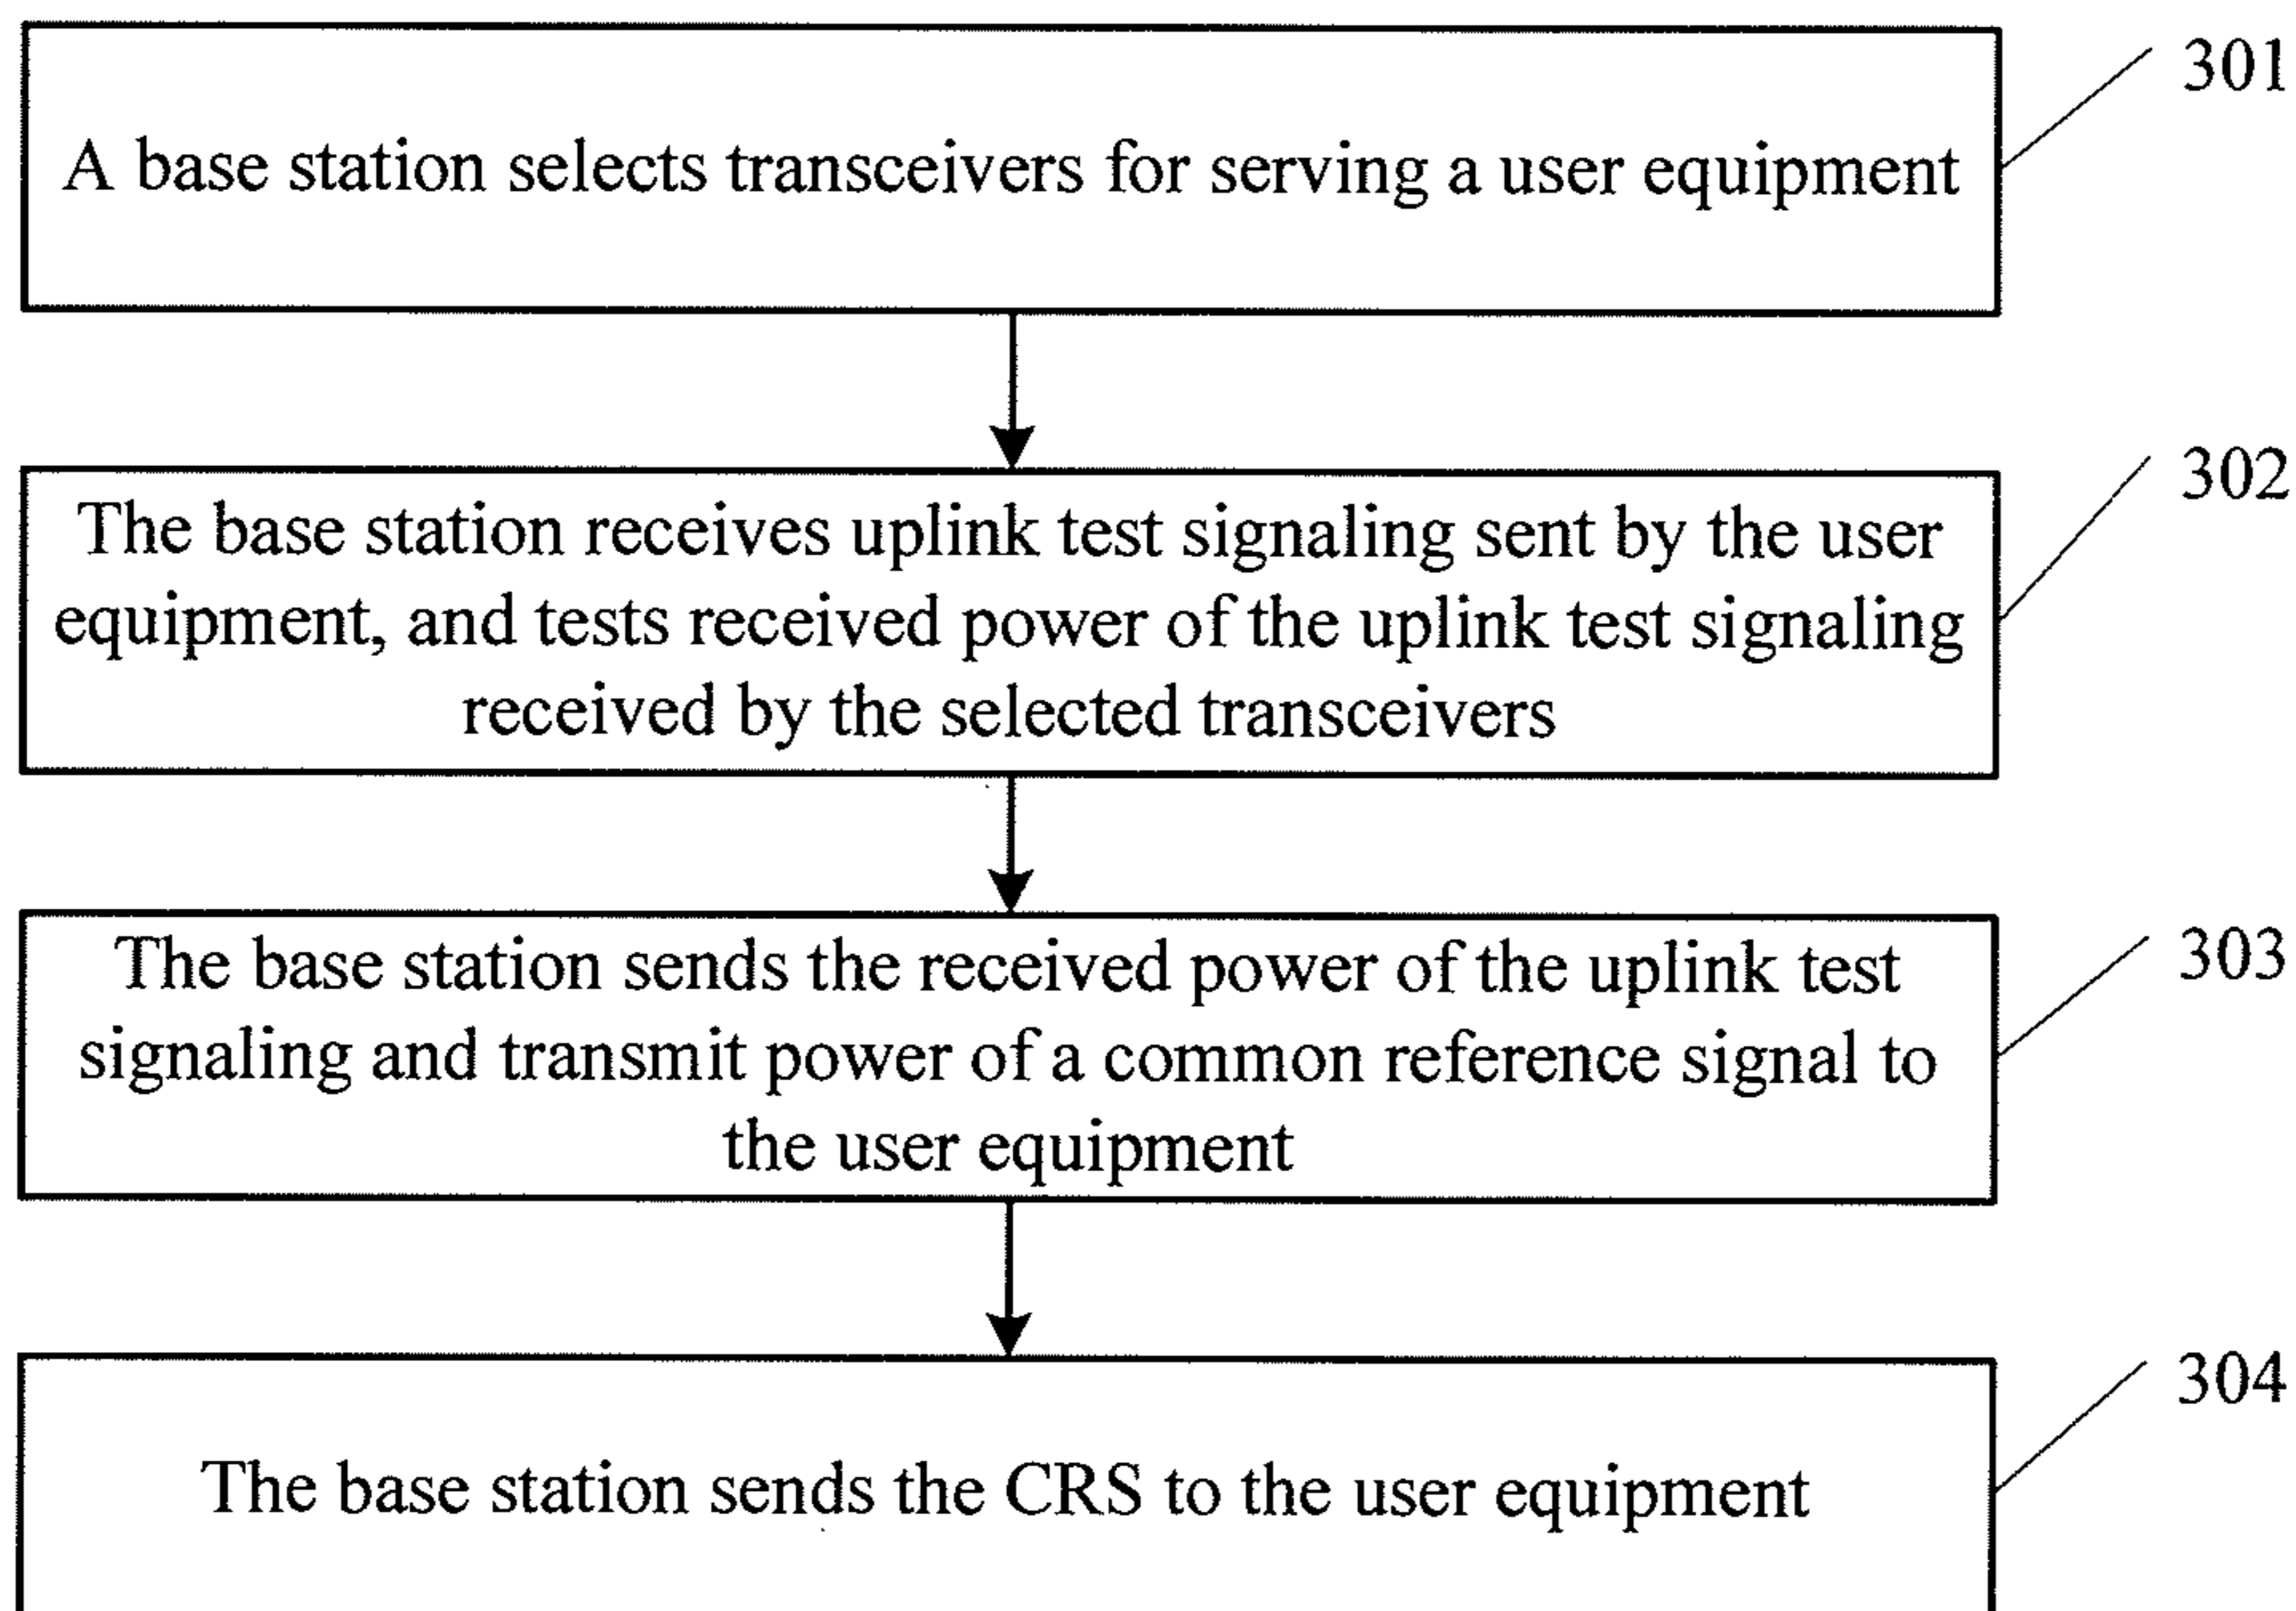 301
A base station selects transceivers for serving a user equipment
302
The base station receives uplink test signaling sent by the user
equipment, and tests received power of the uplink test signaling
received by the selected transceivers
303
The base station sends the received power of the uplink test
signaling and transmit power of a common reference signal to
the user equipment
304
The base station sends the CRS to the user equipment